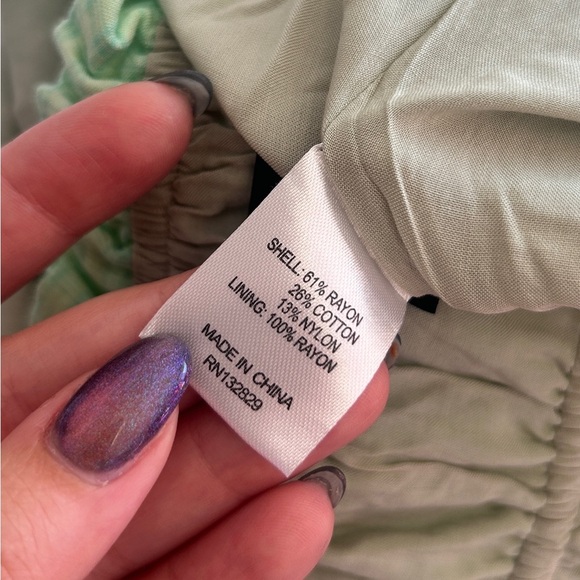 SHELL: 61% RAYON
26% COTTON
13% NYLON
LINING: 100% RAYON
MADE IN CHINA
RN132829